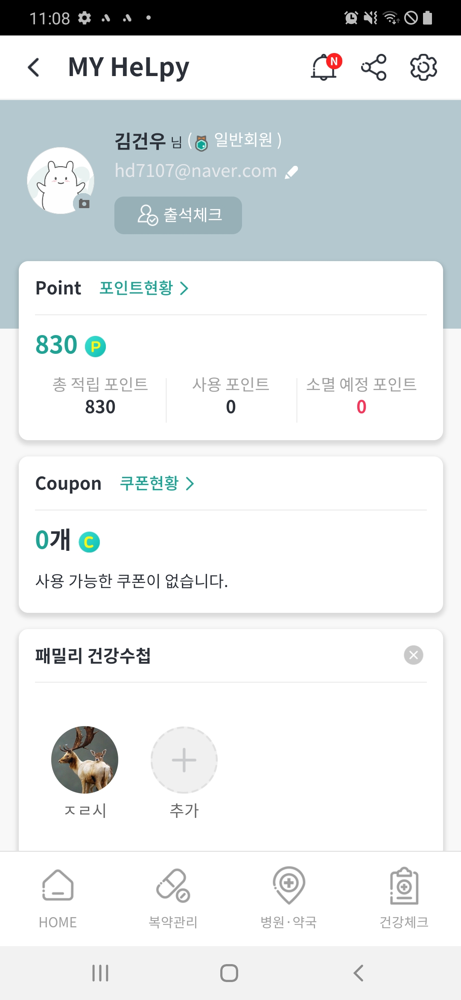 11:08
MY HeLpy
N
김건우 님 ( 일반회원 )
hd7107@naver.com
출석체크
Point 포인트현황
830 P
총 적립 포인트 사용 포인트 소멸 예정 포인트
830 0 0
Coupon 쿠폰현황
0개 C
사용 가능한 쿠폰이 없습니다.
패밀리 건강수첩
ㅈㄹ시 추가
HOME 복약관리 병원·약국 건강체크